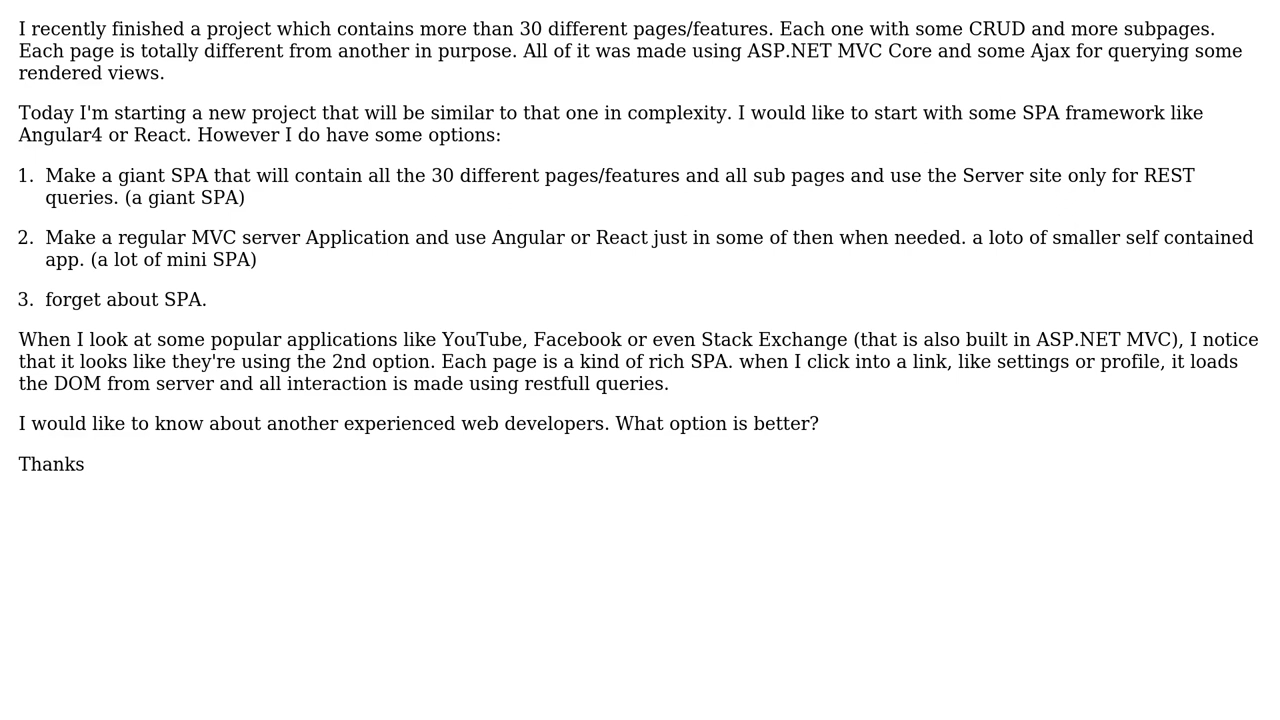 I recently finished a project which contains more than 30 different pages/features. Each one with some CRUD and more subpages.
Each page is totally different from another in purpose. All of it was made using ASP.NET MVC Core and some Ajax for querying some
rendered views.
Today I'm starting a new project that will be similar to that one in complexity. I would like to start with some SPA framework like
Angular4 or React. However I do have some options:
1. Make a giant SPA that will contain all the 30 different pages/features and all sub pages and use the Server site only for REST
queries. (a giant SPA)
2. Make a regular MVC server Application and use Angular or React just in some of then when needed. a loto of smaller self contained
app. (a lot of mini SPA)
3. forget about SPA.
When I look at some popular applications like YouTube, Facebook or even Stack Exchange (that is also built in ASP.NET MVC), I notice
that it looks like they're using the 2nd option. Each page is a kind of rich SPA. when I click into a link, like settings or profile, it loads
the DOM from server and all interaction is made using restfull queries.
I would like to know about another experienced web developers. What option is better?
Thanks